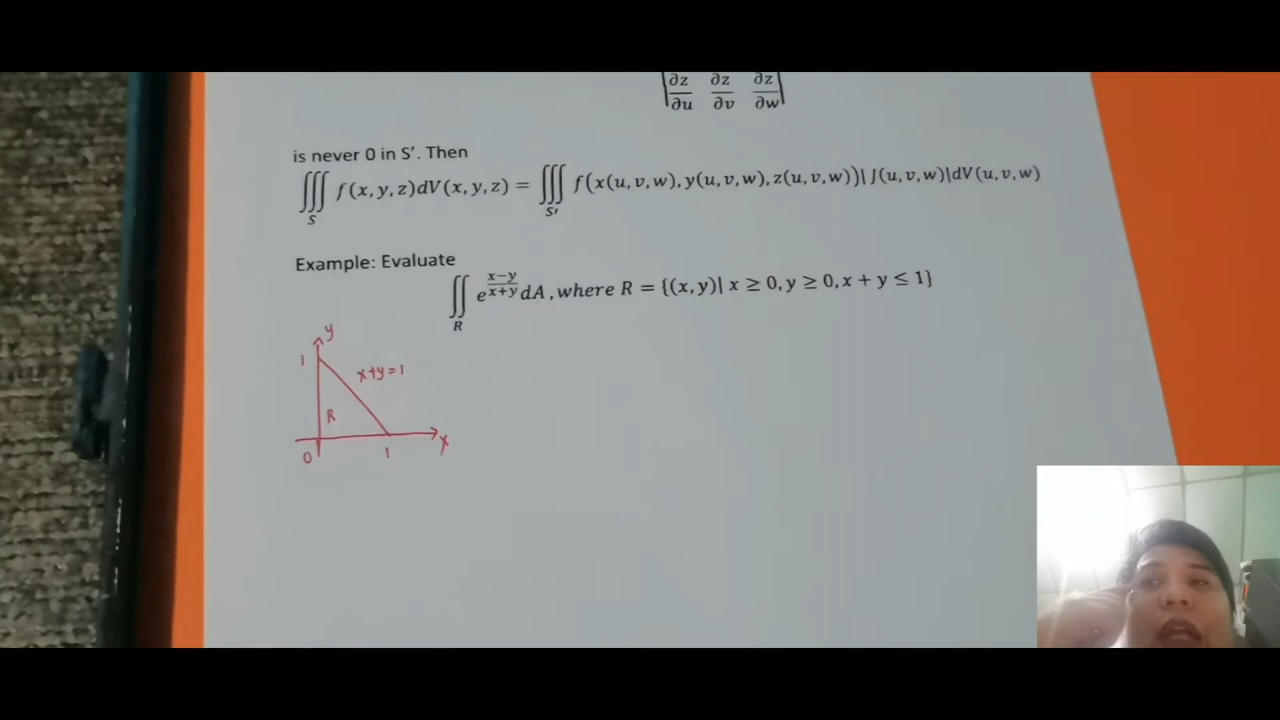 ∂z/∂u ∂z/∂v ∂z/∂w
is never 0 in S′. Then
∭_S f(x,y,z)dV(x,y,z) = ∭_S′ f(x(u,v,w),y(u,v,w),z(u,v,w))|J(u,v,w)|dV(u,v,w)
Example: Evaluate
∬_R e^((x−y)/(x+y)) dA, where R = {(x,y)| x ≥ 0, y ≥ 0, x + y ≤ 1}
y
1
x+y=1
R
x
0
1